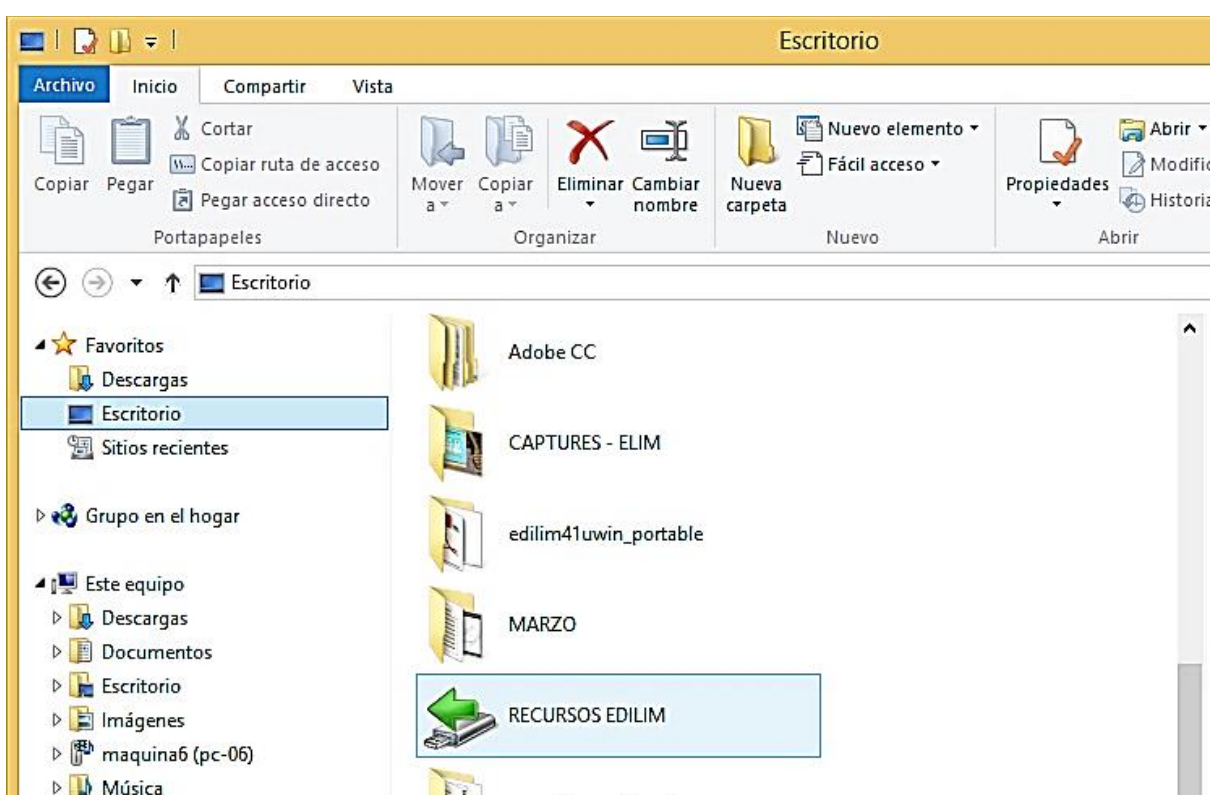 Escritorio
Archivo Inicio Compartir Vista
Copiar
Pegar
Cortar
Copiar ruta de acceso
Pegar acceso directo
Portapapeles
Mover a
Copiar a
Eliminar
Cambiar nombre
Organizar
Nueva carpeta
Nuevo elemento
Fácil acceso
Nuevo
Propiedades
Abrir
Modific
Historia
Abrir
Escritorio
Favoritos
Descargas
Escritorio
Sitios recientes
Grupo en el hogar
Este equipo
Descargas
Documentos
Escritorio
Imágenes
maquina6 (pc-06)
Música
Adobe CC
CAPTURES - ELIM
edilim41uwin_portable
MARZO
RECURSOS EDILIM